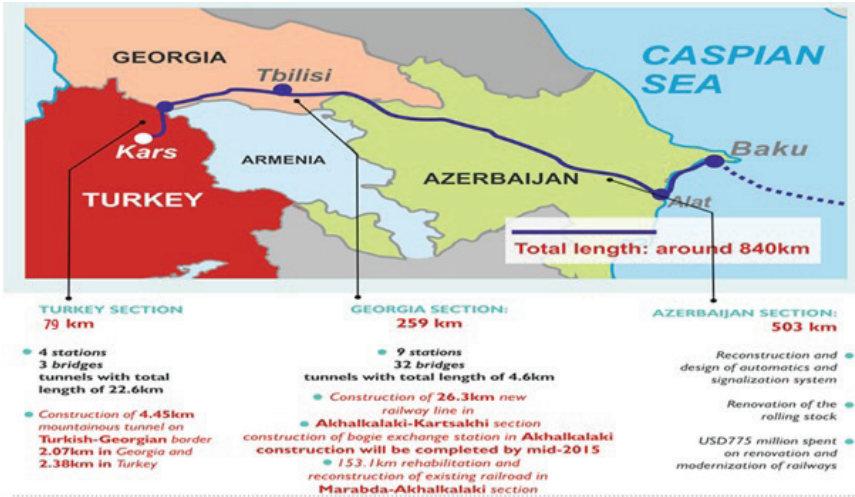 GEORGIA
Tbilisi
CASPIAN
SEA
Kars
ARMENIA
Baku
AZERBAIJAN
TURKEY
Alat
Total length: around 840km
TURKEY SECTION
79 km
4 stations
3 bridges
tunnels with total
length of 22.6km
Construction of 4.45km
mountainous tunnel on
Turkish-Georgian border
2.07km in Georgia and
2.38km in Turkey
GEORGIA SECTION:
259 km
9 stations
32 bridges
tunnels with total length of 4.6km
Construction of 26.3km new
railway line in
Akhalkalaki-Kartsakhi section
construction of bogie exchange station in Akhalkalaki
construction will be completed by mid-2015
153.1km rehabilitation and
reconstruction of existing railroad in
Marabda-Akhalkalaki section
AZERBAIJAN SECTION:
503 km
Reconstruction and
design of automatics and
signalization system
Renovation of the
rolling stock
USD775 million spent
on renovation and
modernization of railways